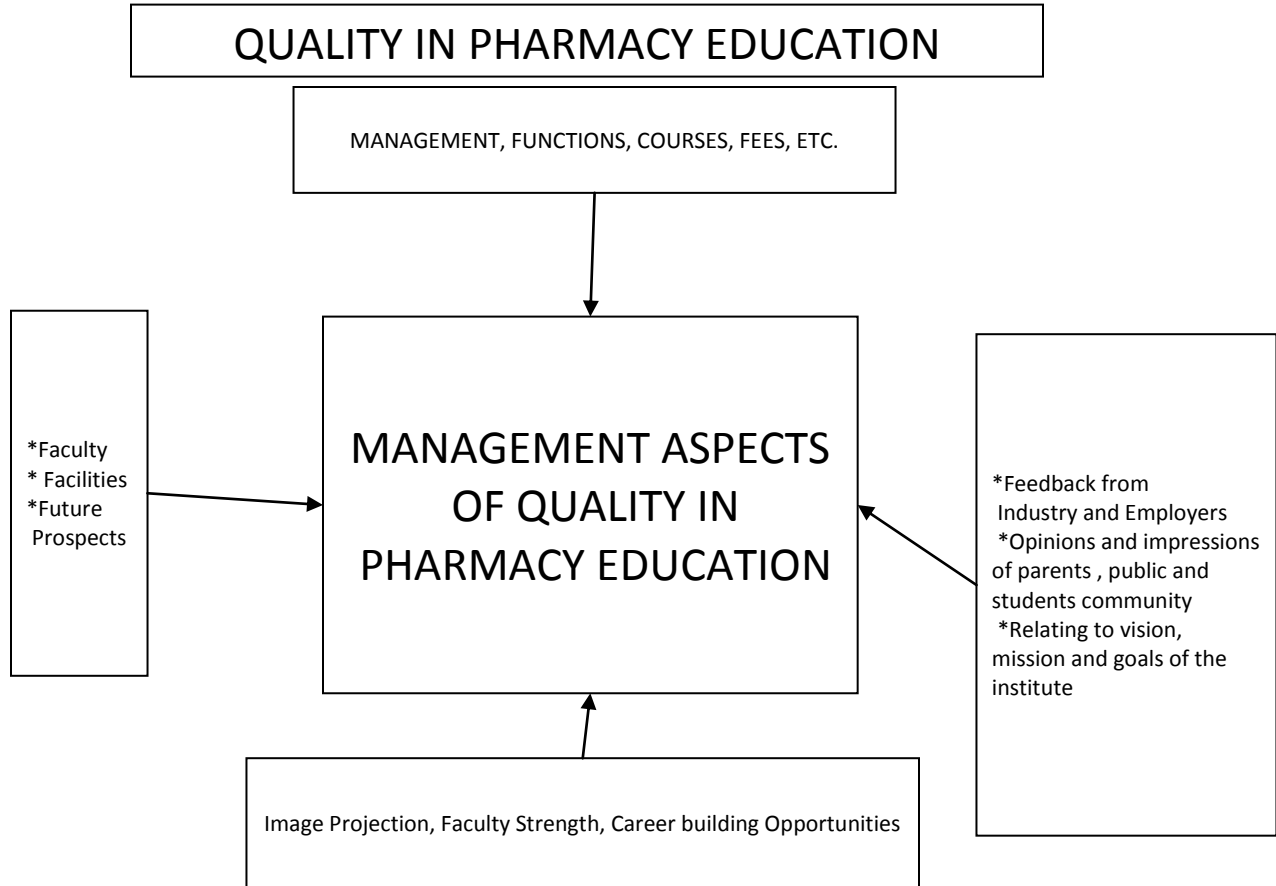 QUALITY IN PHARMACY EDUCATION
MANAGEMENT, FUNCTIONS, COURSES, FEES, ETC.
*Faculty
* Facilities
*Future
Prospects
MANAGEMENT ASPECTS
OF QUALITY IN
PHARMACY EDUCATION
*Feedback from
Industry and Employers
*Opinions and impressions
of parents , public and
students community
*Relating to vision,
mission and goals of the
institute
Image Projection, Faculty Strength, Career building Opportunities